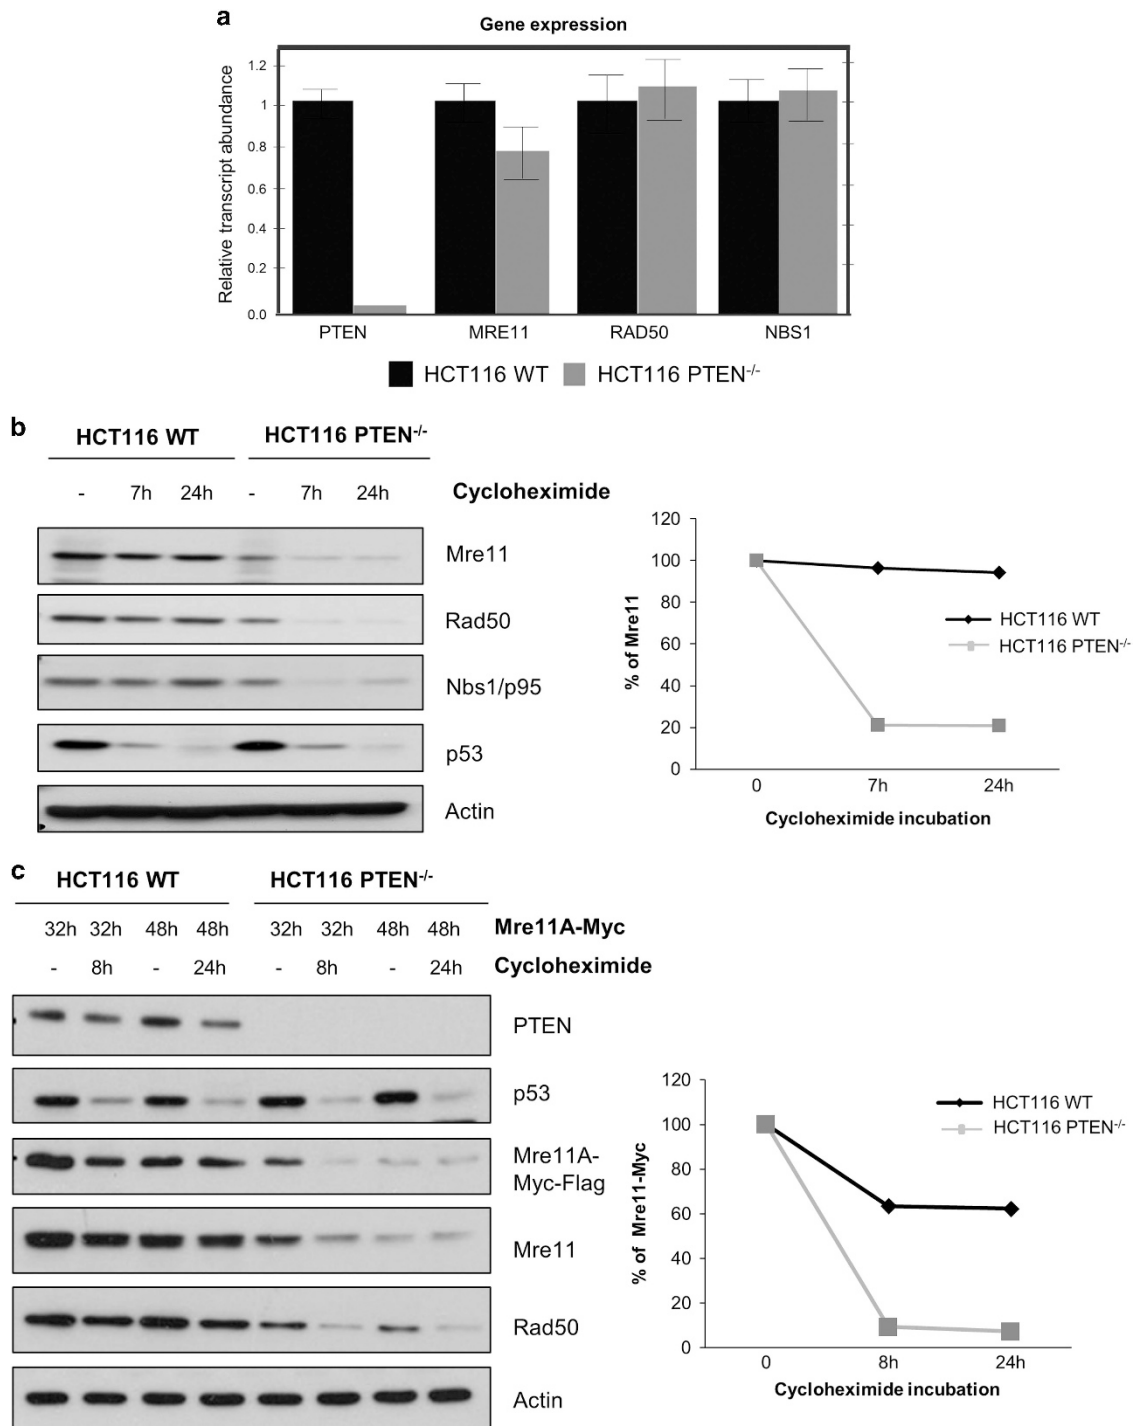 a
Gene expression
Relative transcript abundance
1.2
1
0.8
0.6
0.4
0.2
0.0
PTEN MRE11 RAD50 NBS1
HCT116 WT HCT116 PTEN-/-
b
HCT116 WT HCT116 PTEN-/-
- 7h 24h - 7h 24h Cycloheximide
Mre11
Rad50
Nbs1/p95
p53
Actin
% of Mre11
120
100
80
60
40
20
0
0 7h 24h
Cycloheximide incubation
HCT116 WT
HCT116 PTEN-/-
c
HCT116 WT HCT116 PTEN-/-
32h 32h 48h 48h 32h 32h 48h 48h Mre11A-Myc
- 8h - 24h - 8h - 24h Cycloheximide
PTEN
p53
Mre11A-
Myc-Flag
Mre11
Rad50
Actin
% of Mre11-Myc
120
100
80
60
40
20
0
0 8h 24h
Cycloheximide incubation
HCT116 WT
HCT116 PTEN-/-